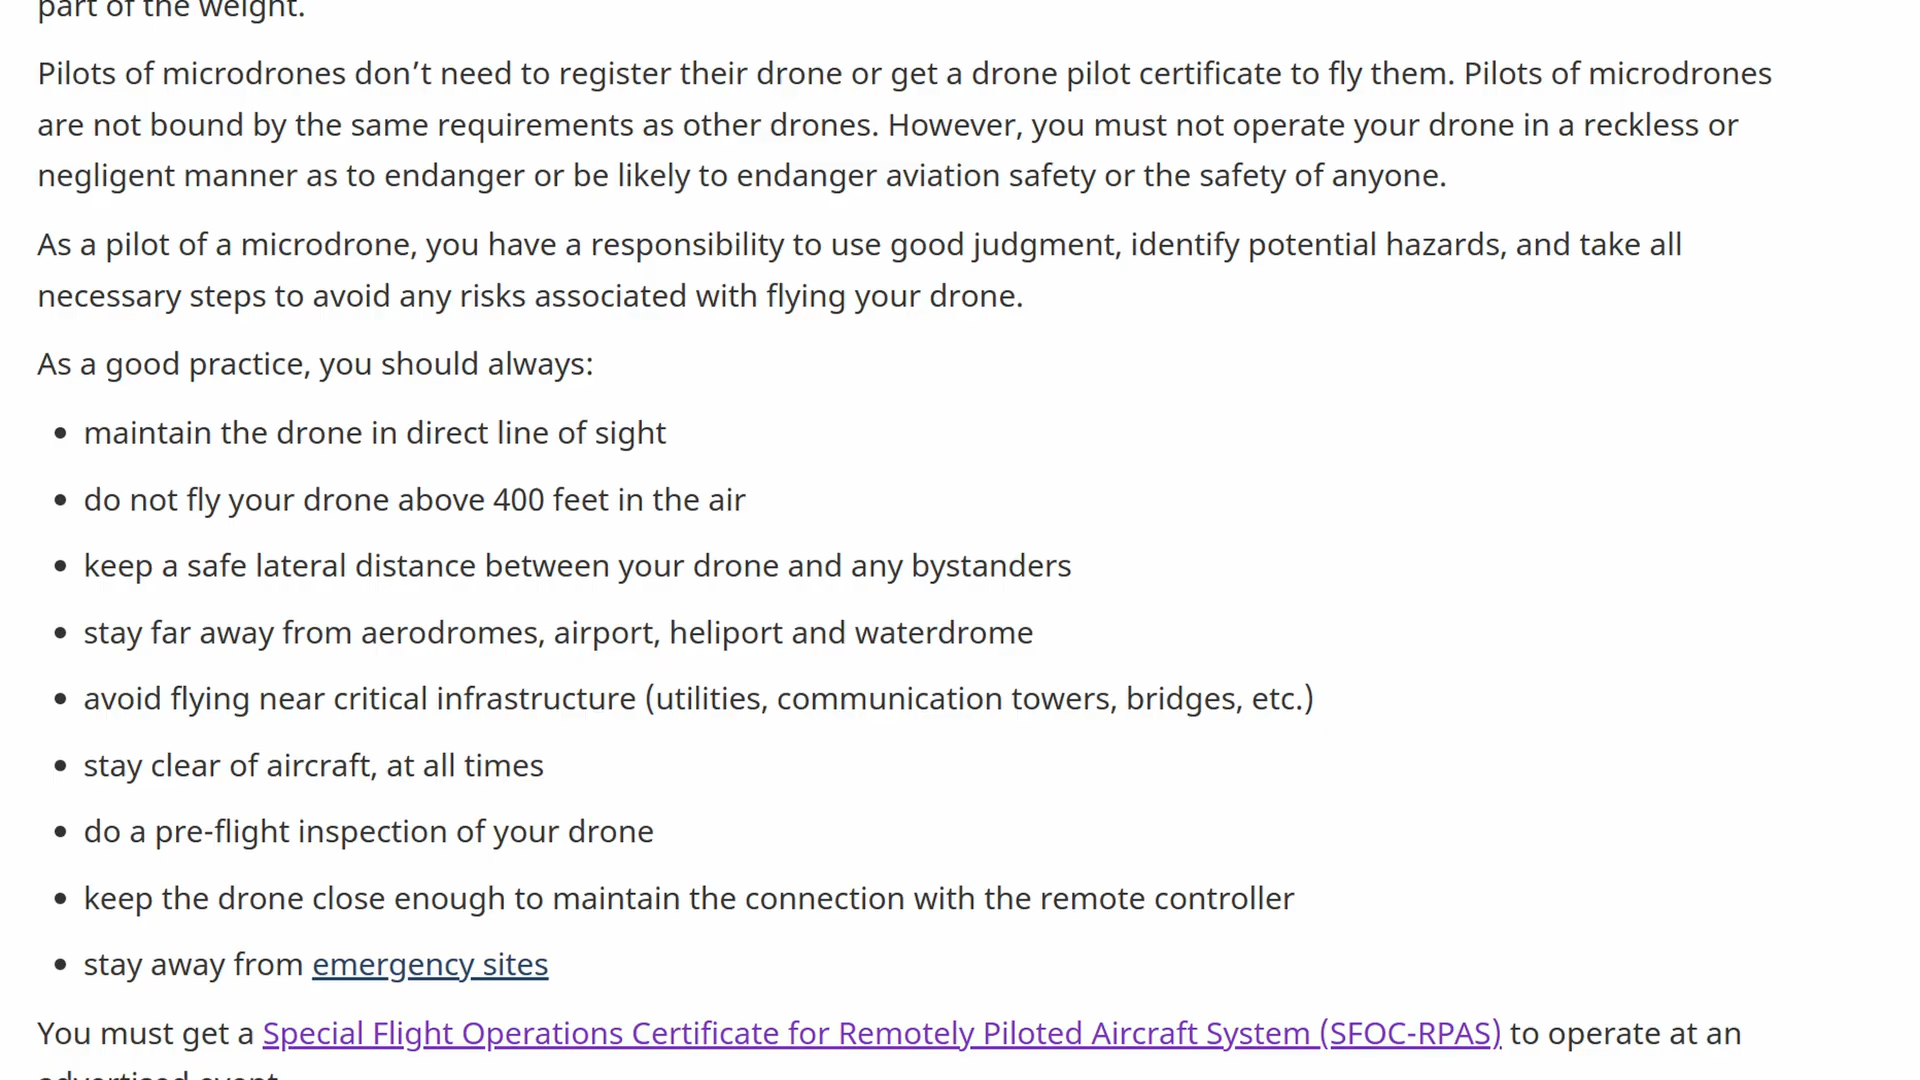 part of the weight.
Pilots of microdrones don’t need to register their drone or get a drone pilot certificate to fly them. Pilots of microdrones
are not bound by the same requirements as other drones. However, you must not operate your drone in a reckless or
negligent manner as to endanger or be likely to endanger aviation safety or the safety of anyone.
As a pilot of a microdrone, you have a responsibility to use good judgment, identify potential hazards, and take all
necessary steps to avoid any risks associated with flying your drone.
As a good practice, you should always:
• maintain the drone in direct line of sight
• do not fly your drone above 400 feet in the air
• keep a safe lateral distance between your drone and any bystanders
• stay far away from aerodromes, airport, heliport and waterdrome
• avoid flying near critical infrastructure (utilities, communication towers, bridges, etc.)
• stay clear of aircraft, at all times
• do a pre-flight inspection of your drone
• keep the drone close enough to maintain the connection with the remote controller
• stay away from emergency sites
You must get a Special Flight Operations Certificate for Remotely Piloted Aircraft System (SFOC-RPAS) to operate at an
advertised event.